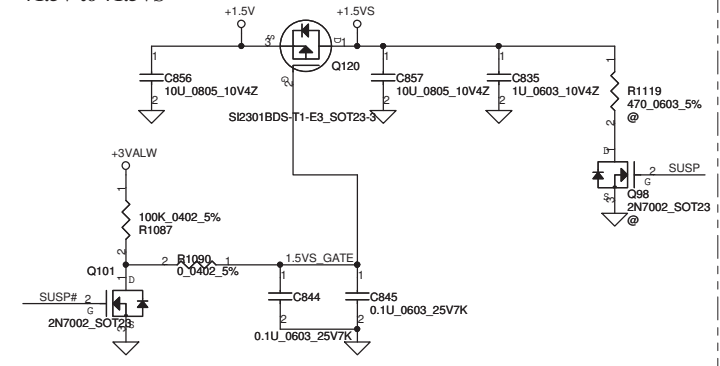 +1.5V
+1.5VS
S
3
D
1
G
2
Q120
1
C856
10U_0805_10V4Z
2
1
C857
10U_0805_10V4Z
2
1
C835
1U_0603_10V4Z
2
1
R1119
470_0603_5%
@
2
SI2301BDS-T1-E3_SOT23-3
D
1
2
G
SUSP
S
3
Q98
2N7002_SOT23
@
+3VALW
1
100K_0402_5%
R1087
2
2
R1090
1
0_0402_5%
1.5VS_GATE
Q101
1
D
SUSP#
2
G
2N7002_SOT23
S
3
1
C844
2
0.1U_0603_25V7K
1
C845
0.1U_0603_25V7K
2